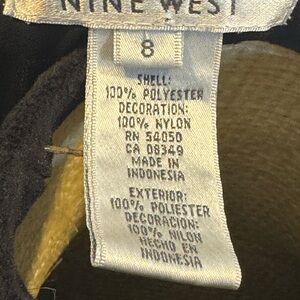 NINE WEST
8
SHELL:
100% POLYESTER
DECORATION:
100% NYLON
RN 54050
CA 08349
MADE IN
INDONESIA
EXTERIOR:
100% POLIESTER
DECORACION:
100% NILON
HECHO EN
INDONESIA